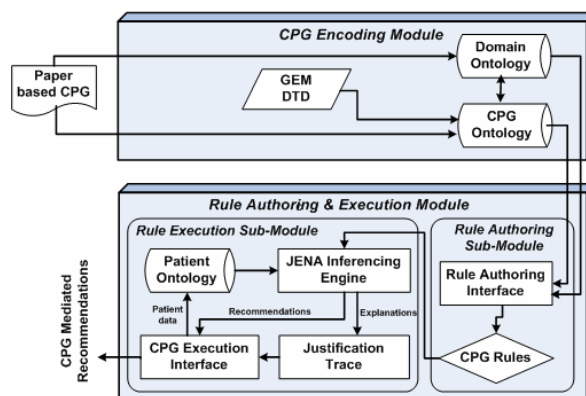 CPG Encoding Module
Paper
based CPG
GEM
DTD
Domain
Ontology
CPG
Ontology
Rule Authoring & Execution Module
Rule Execution Sub-Module
Patient
Ontology
JENA Inferencing
Engine
Patient
data
Recommendations
Explanations
CPG Execution
Interface
Justification
Trace
Rule Authoring
Sub-Module
Rule Authoring
Interface
CPG Rules
CPG Mediated
Recommendations